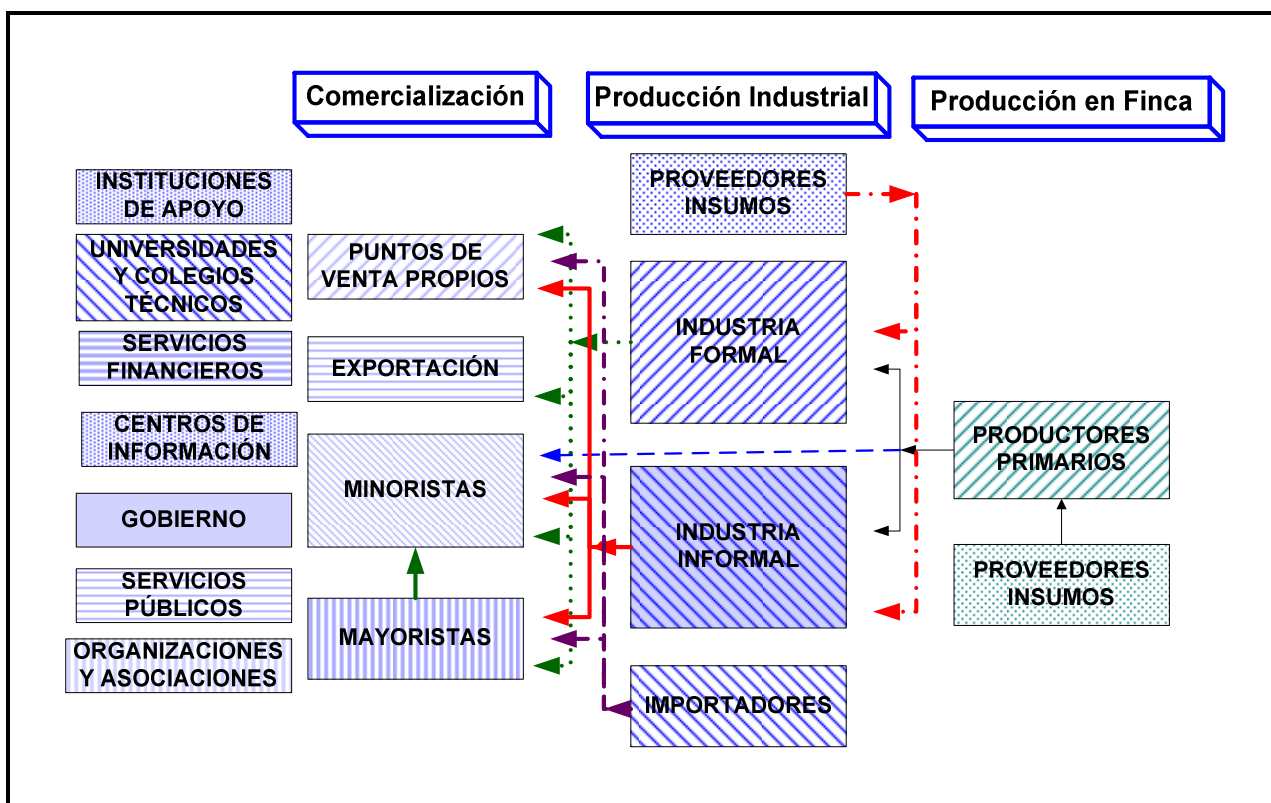 Comercialización
Producción Industrial
Producción en Finca
INSTITUCIONES
DE APOYO
UNIVERSIDADES
Y COLEGIOS
TÉCNICOS
SERVICIOS
FINANCIEROS
CENTROS DE
INFORMACIÓN
GOBIERNO
SERVICIOS
PÚBLICOS
ORGANIZACIONES
Y ASOCIACIONES
PUNTOS DE
VENTA PROPIOS
EXPORTACIÓN
MINORISTAS
MAYORISTAS
PROVEEDORES
INSUMOS
INDUSTRIA
FORMAL
INDUSTRIA
INFORMAL
IMPORTADORES
PRODUCTORES
PRIMARIOS
PROVEEDORES
INSUMOS